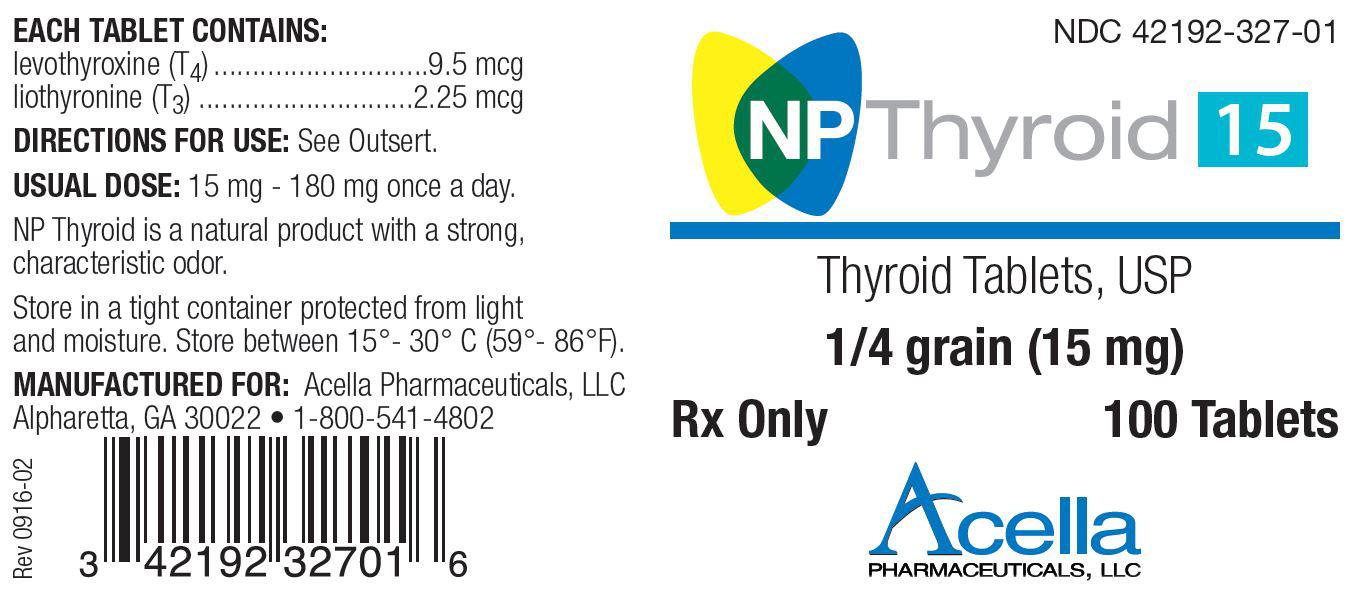 EACH TABLET CONTAINS:
levothyroxine (T4)............................9.5 mcg
liothyronine (T3) ............................2.25 mcg
DIRECTIONS FOR USE: See Outsert.
USUAL DOSE: 15 mg - 180 mg once a day.
NP Thyroid is a natural product with a strong,
characteristic odor.
Store in a tight container protected from light
and moisture. Store between 15°- 30° C (59°- 86°F).
MANUFACTURED FOR: Acella Pharmaceuticals, LLC
Alpharetta, GA 30022 • 1-800-541-4802
Rev 0916-02
3 42192 32701 6
NDC 42192-327-01
NP Thyroid 15
Thyroid Tablets, USP
1/4 grain (15 mg)
Rx Only 100 Tablets
Acella
PHARMACEUTICALS, LLC